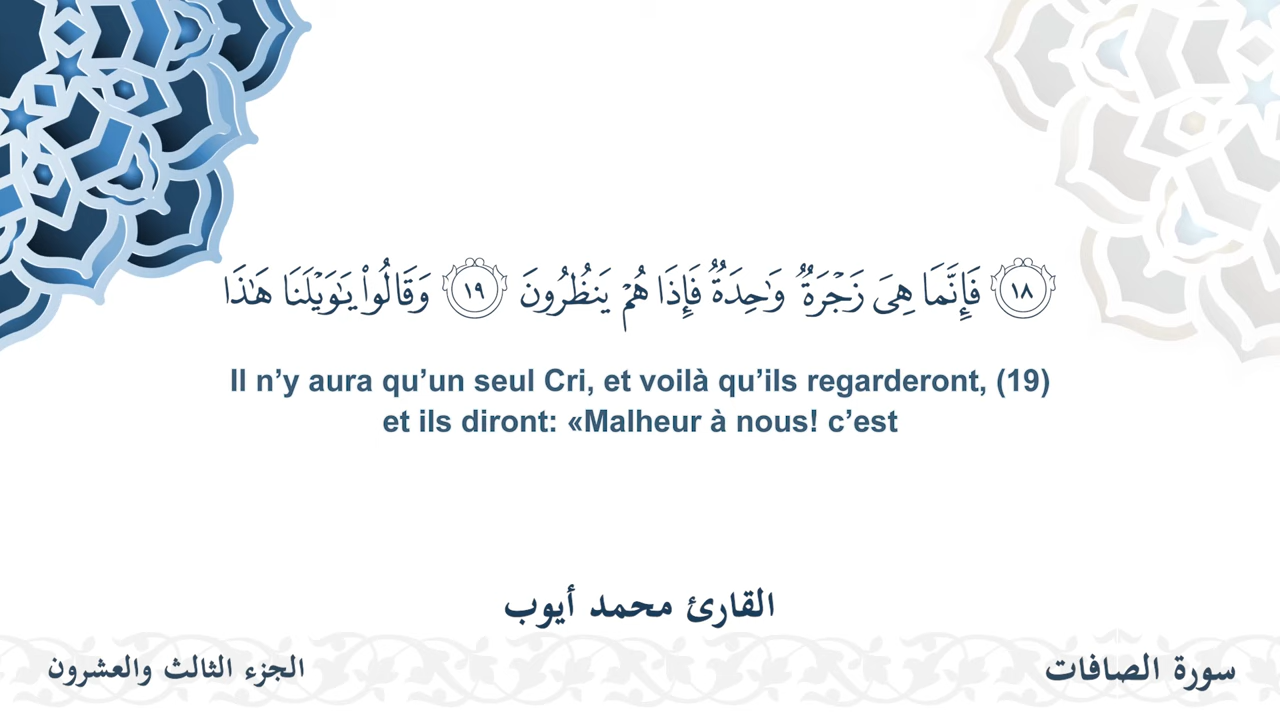 ١٨ فَإِنَّمَا هِىَ زَجْرَةٌ وَٰحِدَةٌ فَإِذَا هُمْ يَنظُرُونَ ١٩ وَقَالُوا۟ يَـٰوَيْلَنَا هَـٰذَا
Il n’y aura qu’un seul Cri, et voilà qu’ils regarderont, (19)
et ils diront: «Malheur à nous! c’est
القارئ محمد أيوب
سورة الصافات
الجزء الثالث والعشرون